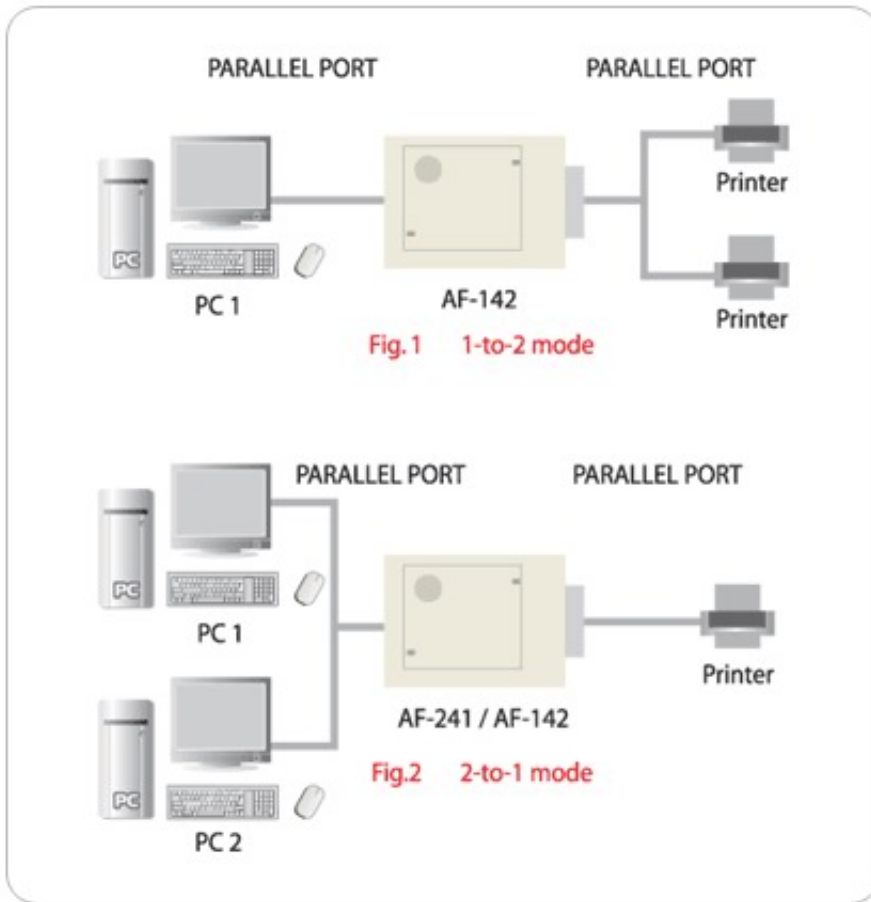 PARALLEL PORT PARALLEL PORT
Printer
PC
PC 1
AF-142
Printer
Fig. 1 1-to-2 mode
PARALLEL PORT PARALLEL PORT
PC
PC 1
Printer
AF-241 / AF-142
Fig.2 2-to-1 mode
PC
PC 2